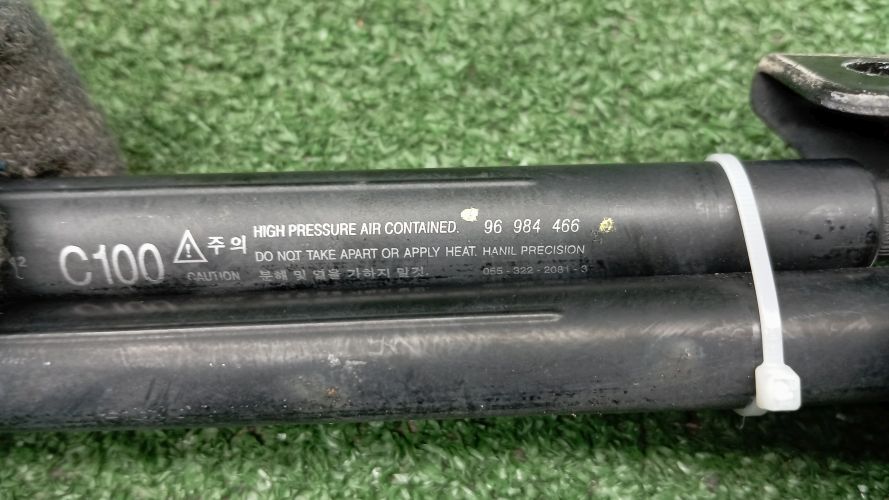 12
C100
주의
CAUTION
HIGH PRESSURE AIR CONTAINED. 96 984 466
DO NOT TAKE APART OR APPLY HEAT. HANIL PRECISION
분해 및 열을 가하지 말것. 055-322-2081-3